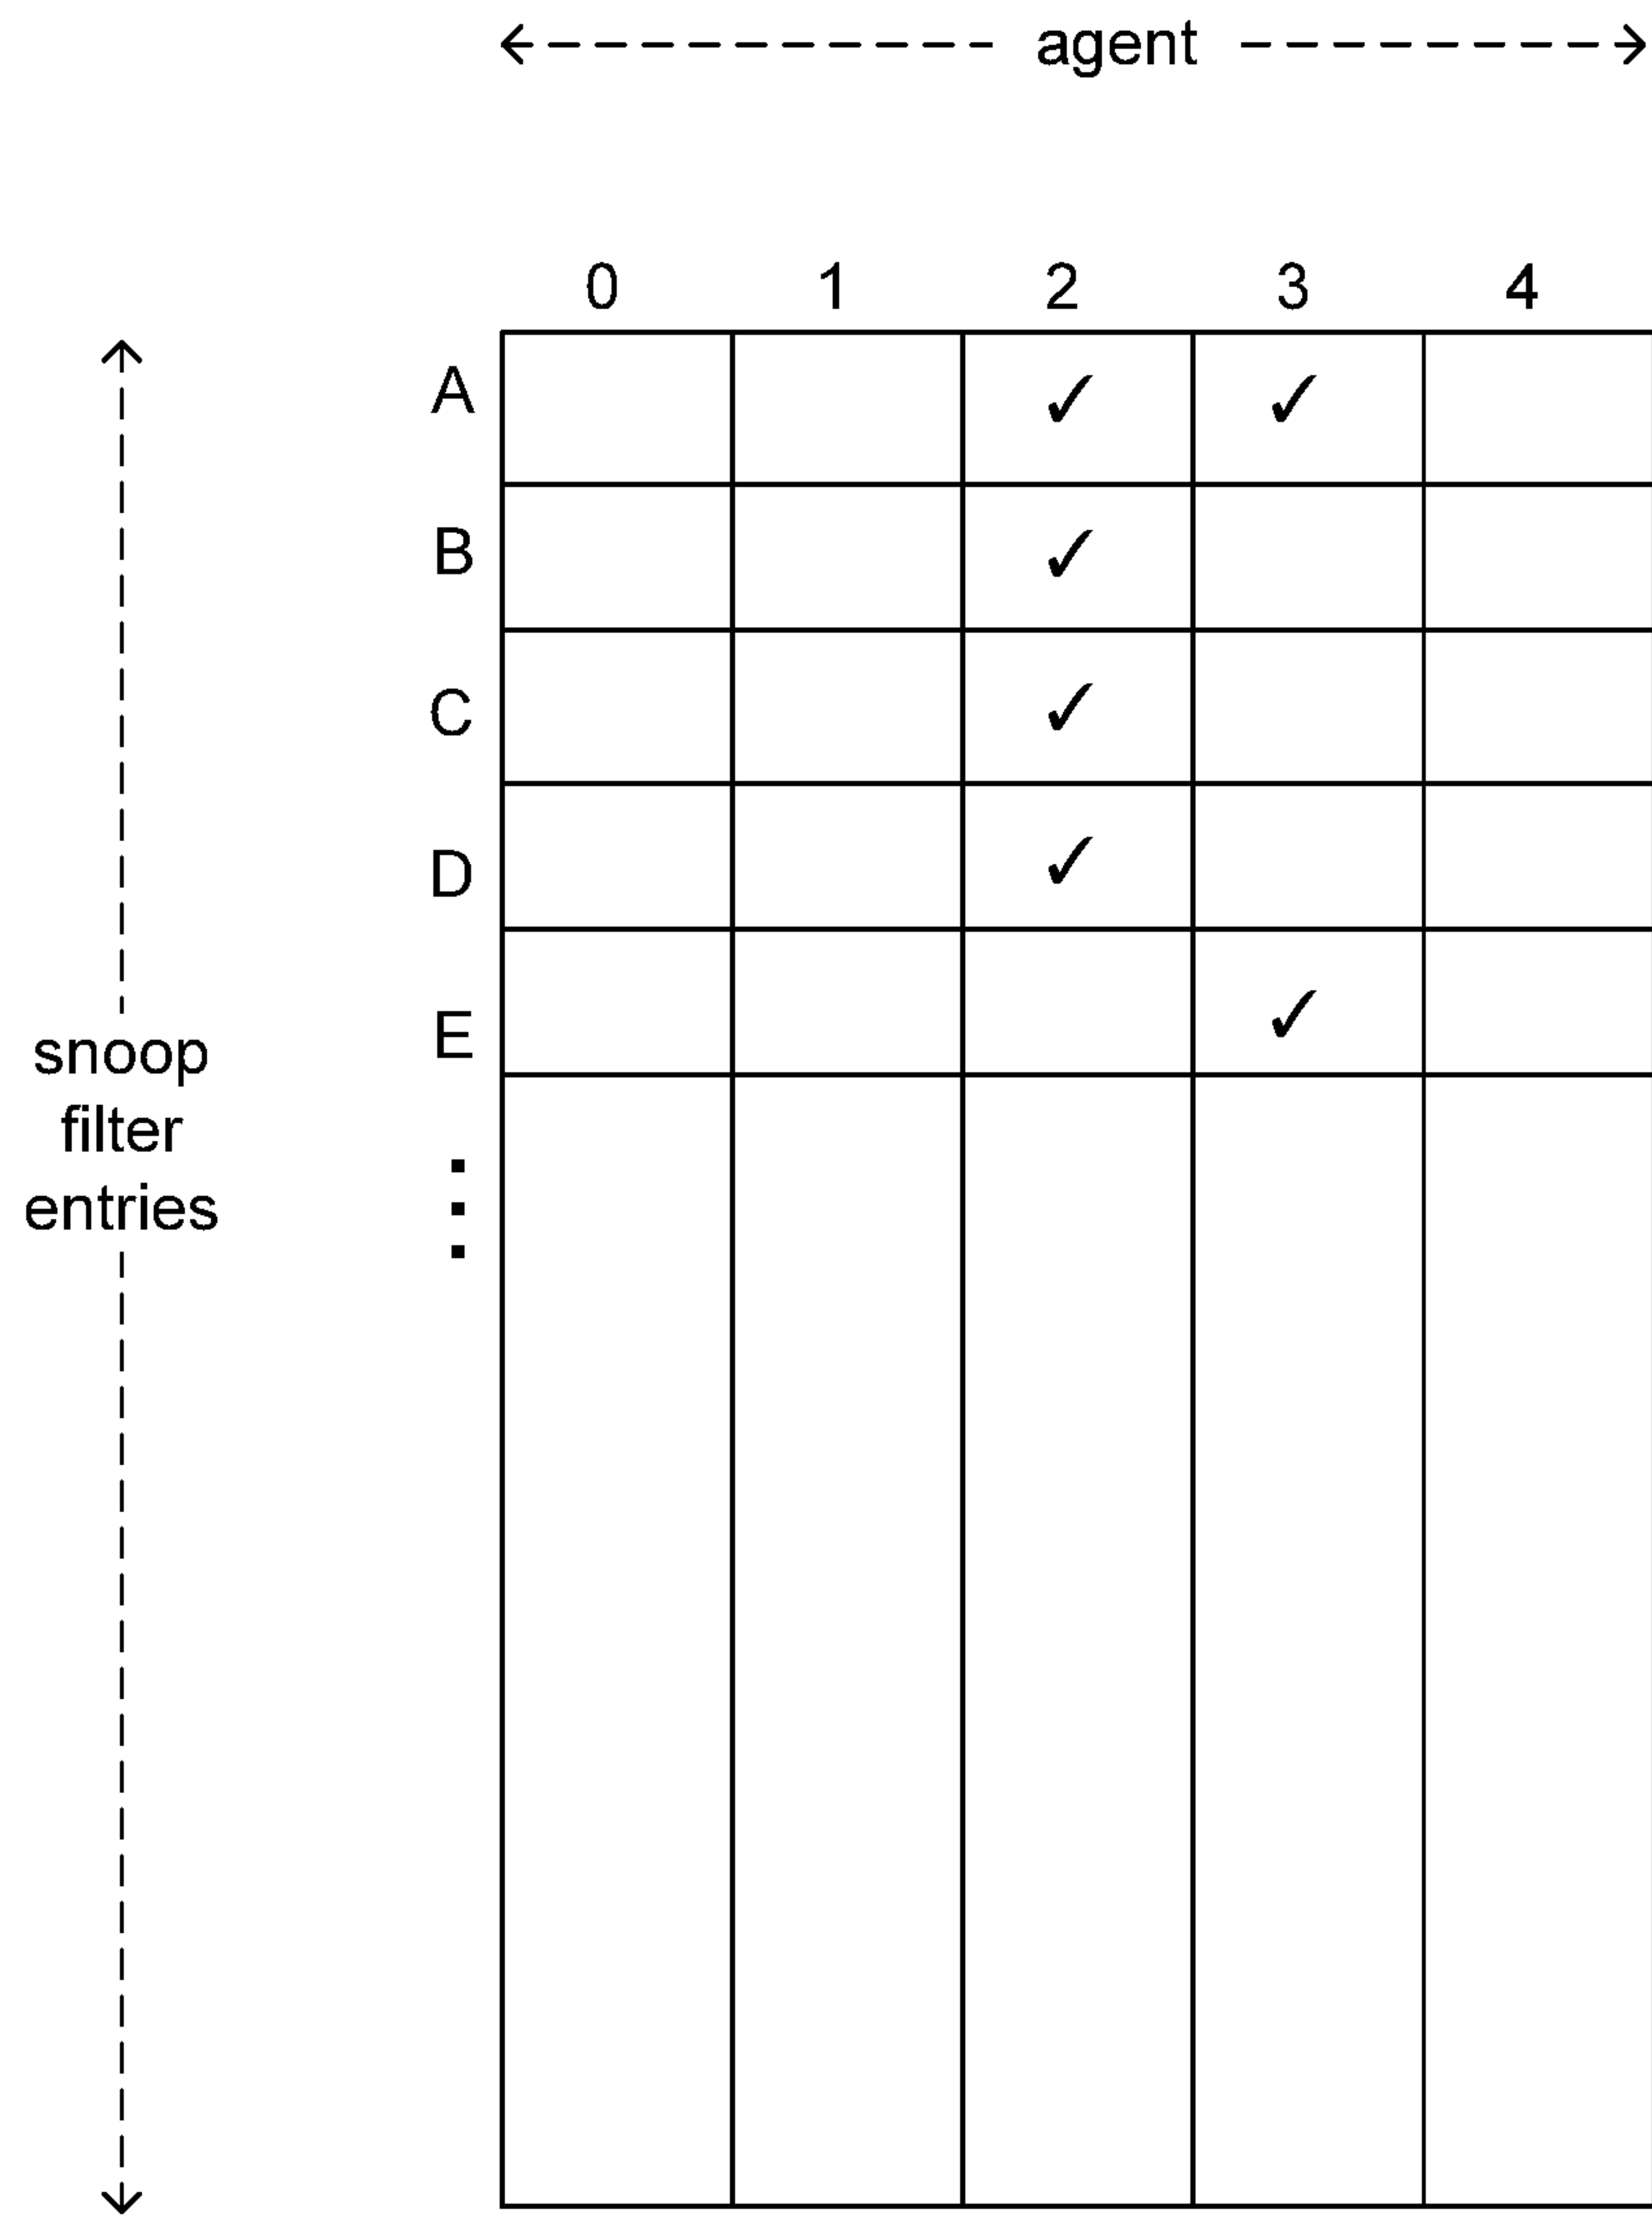 agent
0 1 2 3 4
A ✓ ✓
B ✓
C ✓
D ✓
E ✓
snoop
filter
entries